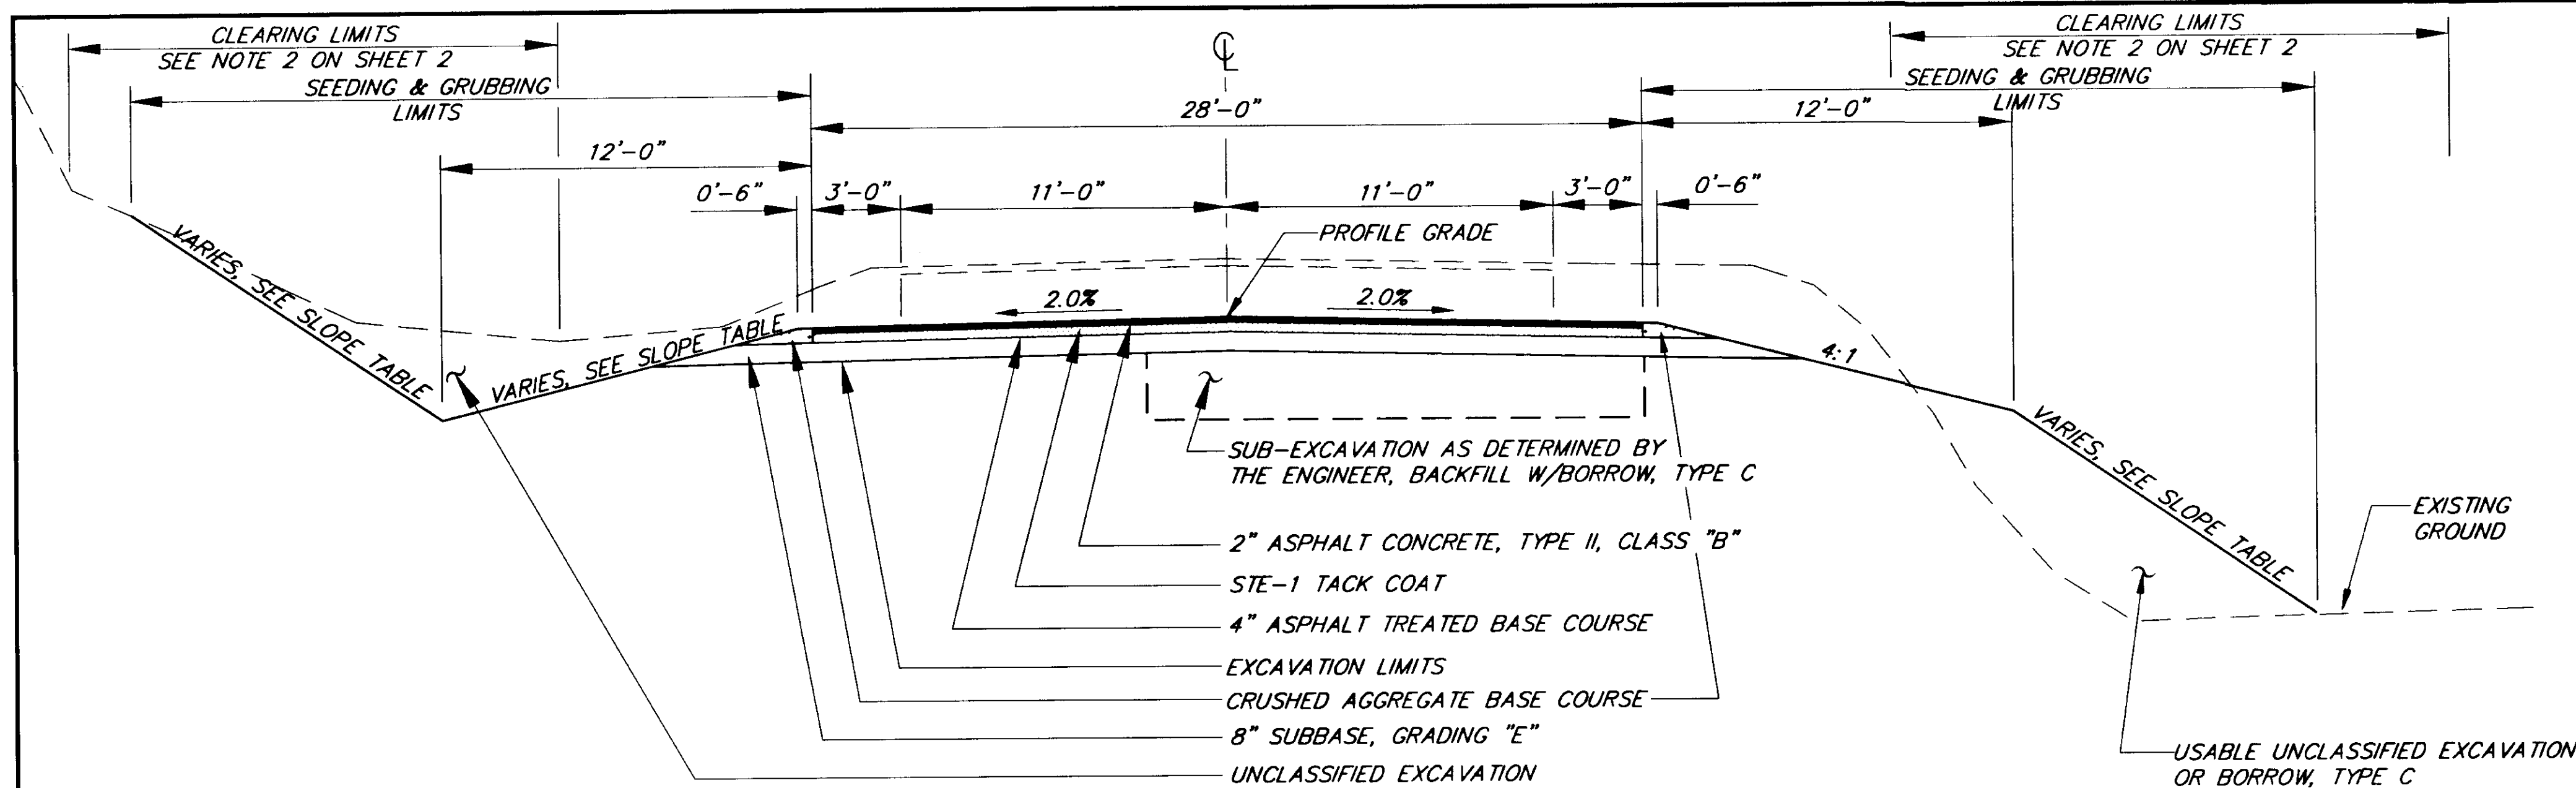 CLEARING LIMITS
SEE NOTE 2 ON SHEET 2
SEEDING & GRUBBING
LIMITS
℄
CLEARING LIMITS
SEE NOTE 2 ON SHEET 2
SEEDING & GRUBBING
LIMITS
28'-0"
12'-0"
12'-0"
0'-6"
3'-0"
11'-0"
11'-0"
3'-0"
0'-6"
PROFILE GRADE
2.0%
2.0%
VARIES, SEE SLOPE TABLE
VARIES, SEE SLOPE TABLE
4:1
VARIES, SEE SLOPE TABLE
SUB-EXCAVATION AS DETERMINED BY
THE ENGINEER, BACKFILL W/BORROW, TYPE C
EXISTING
GROUND
2" ASPHALT CONCRETE, TYPE II, CLASS "B"
STE-1 TACK COAT
4" ASPHALT TREATED BASE COURSE
EXCAVATION LIMITS
CRUSHED AGGREGATE BASE COURSE
8" SUBBASE, GRADING "E"
UNCLASSIFIED EXCAVATION
USABLE UNCLASSIFIED EXCAVATION
OR BORROW, TYPE C